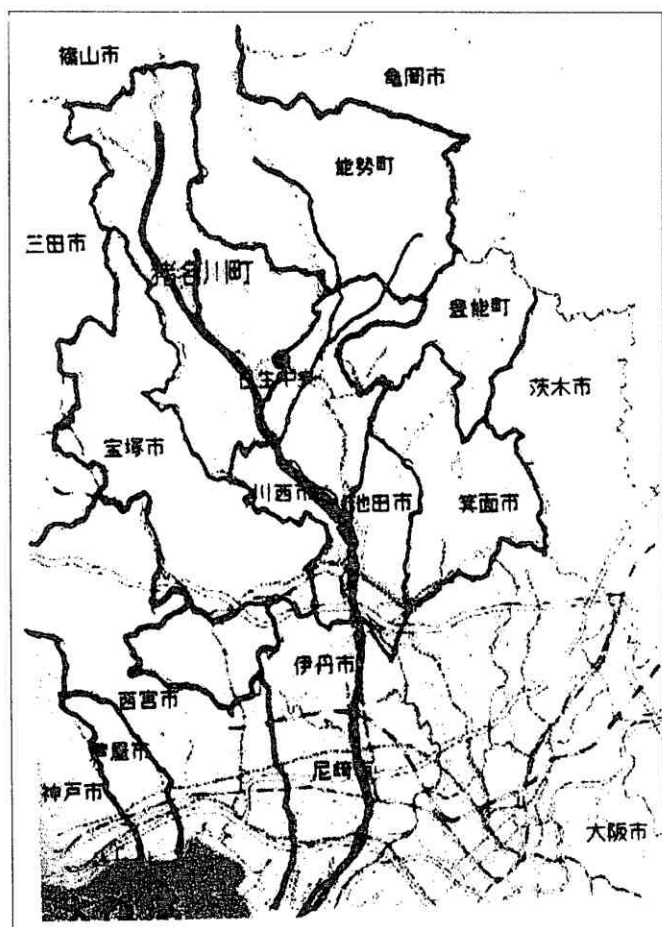 篠山市
亀岡市
能勢町
三田市
猪名川町
豊能町
日生中央
茨木市
宝塚市
川西市
池田市
箕面市
伊丹市
西宮市
芦屋市
尼崎市
神戸市
大阪市